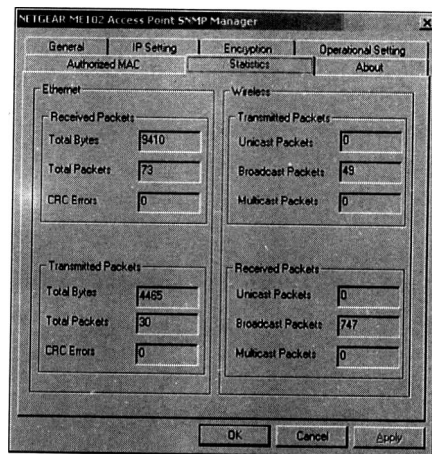 NETGEAR ME102 Access Point SNMP Manager
General IP Setting Encryption Operational Setting
Authorized MAC Statistics About
Ethernet
Received Packets
Total Bytes 9410
Total Packets 73
CRC Errors 0
Transmitted Packets
Total Bytes 4465
Total Packets 30
CRC Errors 0
Wireless
Transmitted Packets
Unicast Packets 0
Broadcast Packets 49
Multicast Packets 0
Received Packets
Unicast Packets 0
Broadcast Packets 747
Multicast Packets 0
OK Cancel Apply